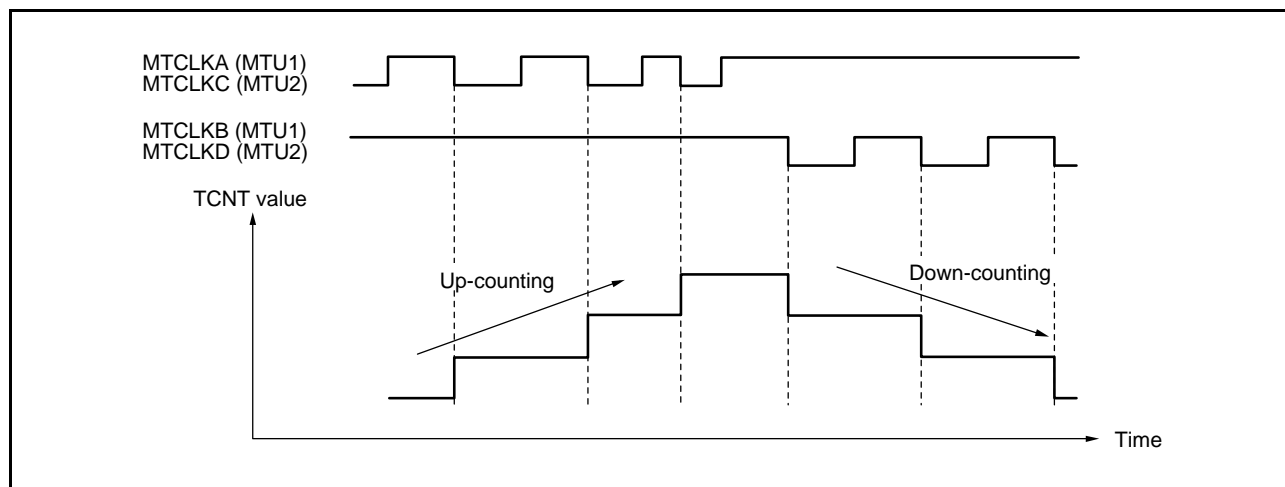 MTCLKA (MTU1)
MTCLKC (MTU2)
MTCLKB (MTU1)
MTCLKD (MTU2)
TCNT value
Up-counting
Down-counting
Time